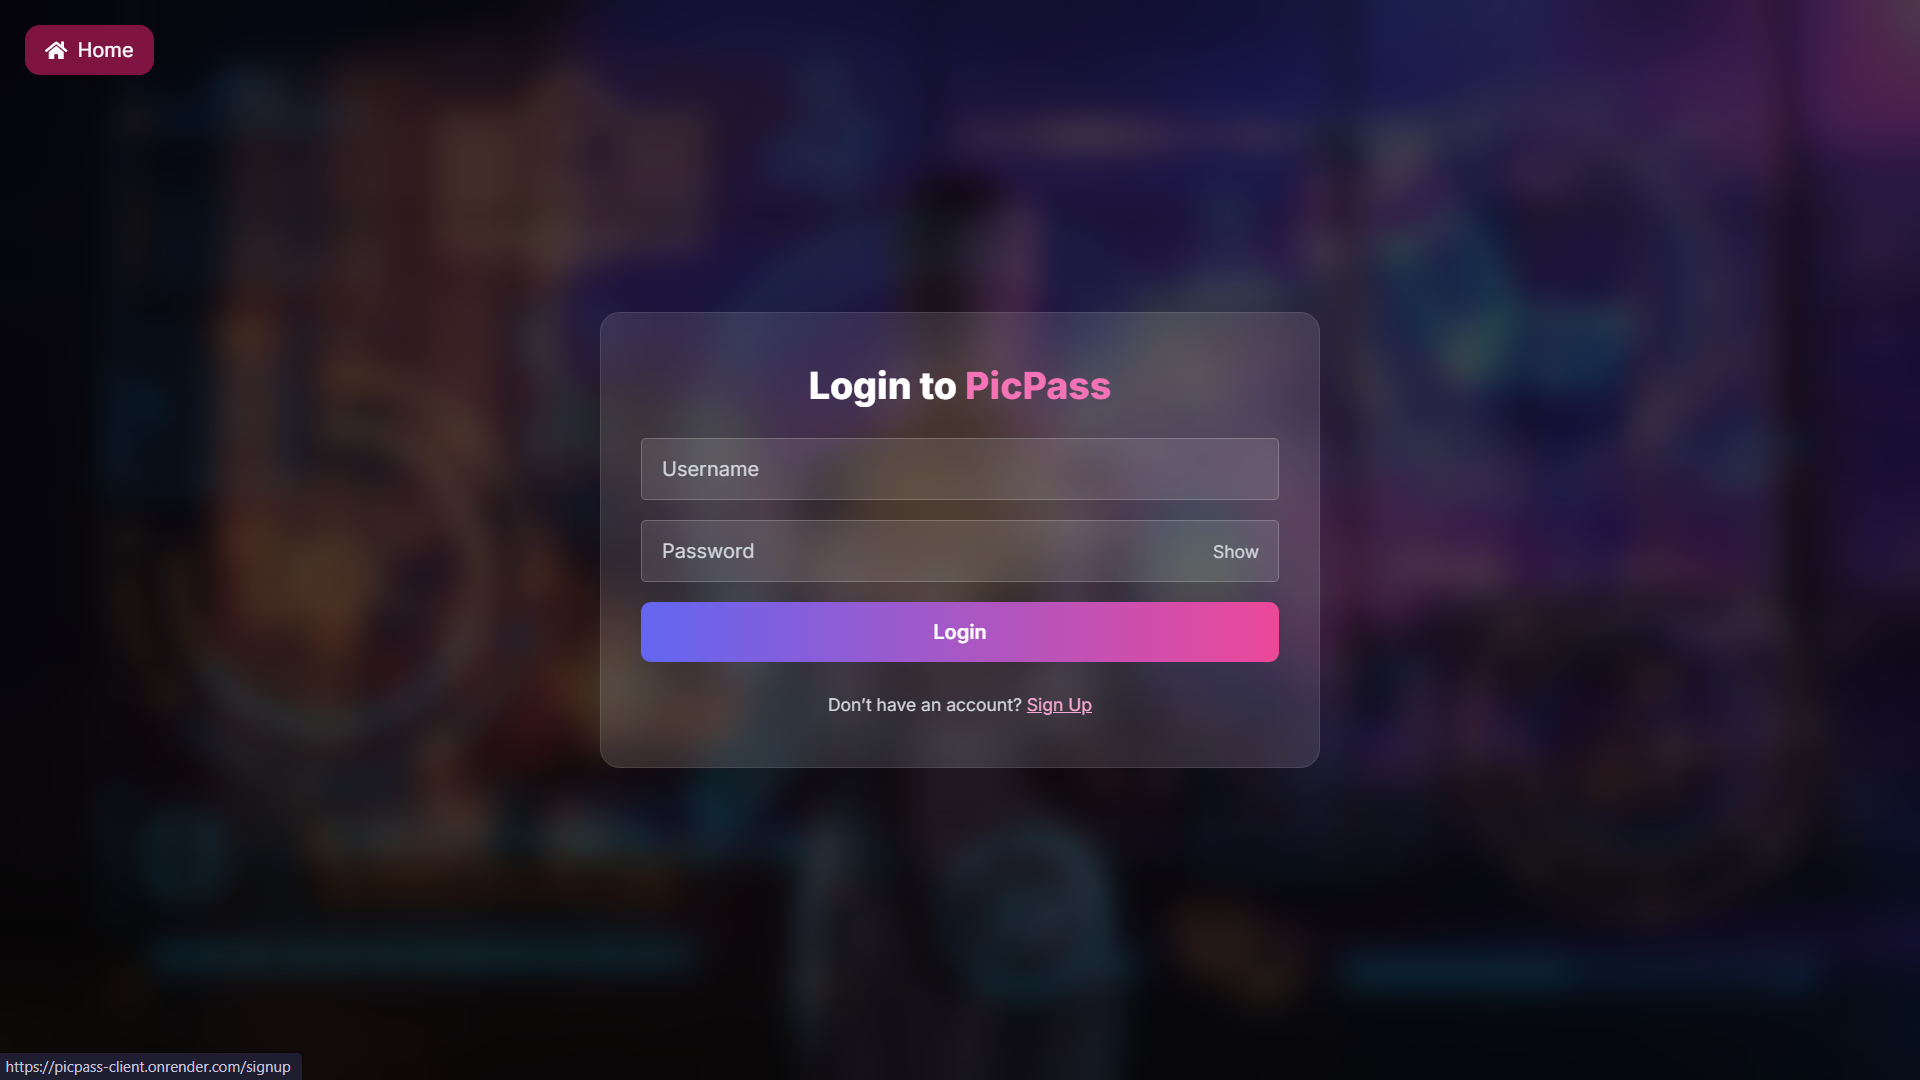 Home
Login to PicPass
Username
Password
Show
Login
Don’t have an account? Sign Up
https://picpass-client.onrender.com/signup